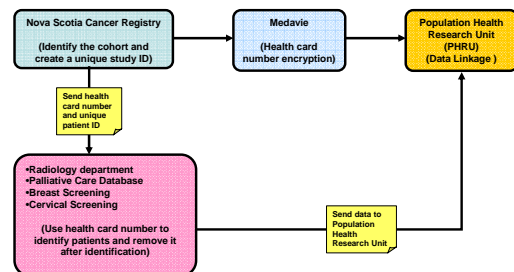 Nova Scotia Cancer Registry
(Identify the cohort and
create a unique study ID)
Medavie
(Health card
number encryption)
Population Health
Research Unit
(PHRU)
(Data Linkage )
Send health
card number
and unique
patient ID
•Radiology department
•Palliative Care Database
•Breast Screening
•Cervical Screening
(Use health card number to
identify patients and remove it
after identification)
Send data to
Population
Health
Research Unit